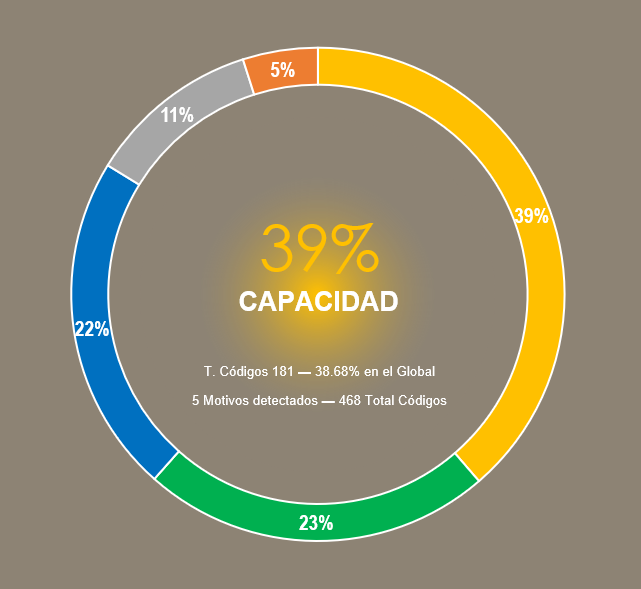 5%
11%
39%
39%
CAPACIDAD
22%
T. Códigos 181 — 38.68% en el Global
5 Motivos detectados — 468 Total Códigos
23%